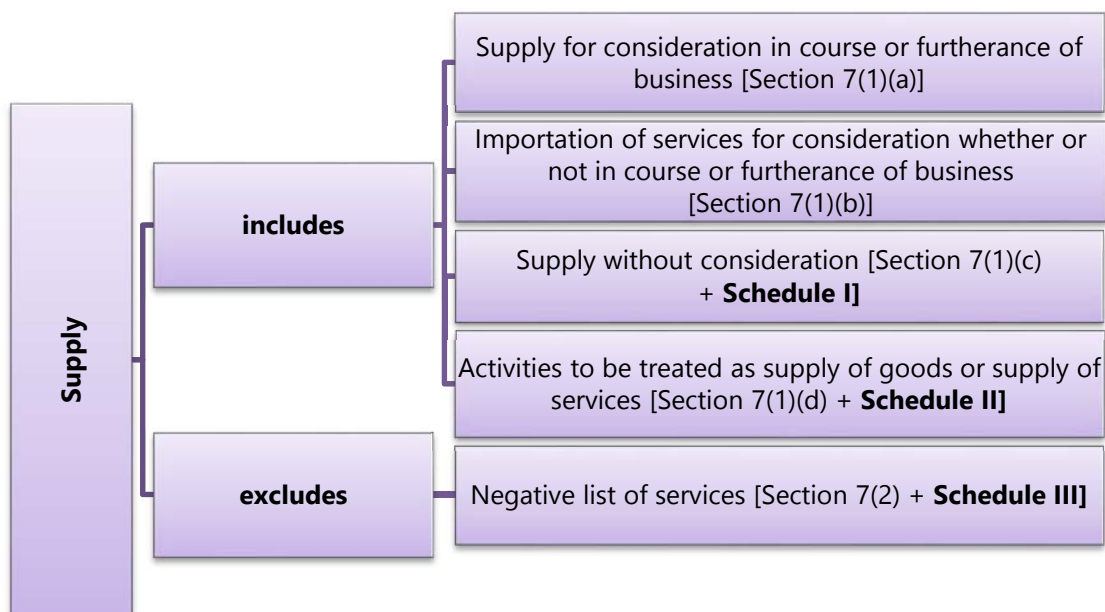 Supply
includes
Supply for consideration in course or furtherance of
business [Section 7(1)(a)]
Importation of services for consideration whether or
not in course or furtherance of business
[Section 7(1)(b)]
Supply without consideration [Section 7(1)(c)
+ Schedule I]
Activities to be treated as supply of goods or supply of
services [Section 7(1)(d) + Schedule II]
excludes
Negative list of services [Section 7(2) + Schedule III]